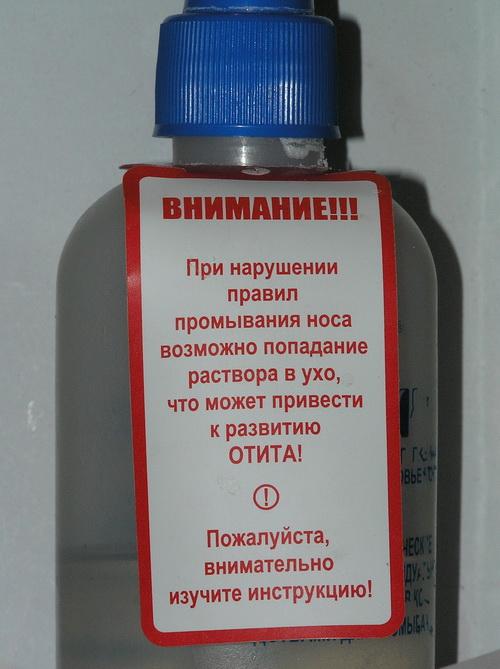 ВНИМАНИЕ!!!
При нарушении
правил
промывания носа
возможно попадание
раствора в ухо,
что может привести
к развитию
ОТИТА!
!
Пожалуйста,
внимательно
изучите инструкцию!